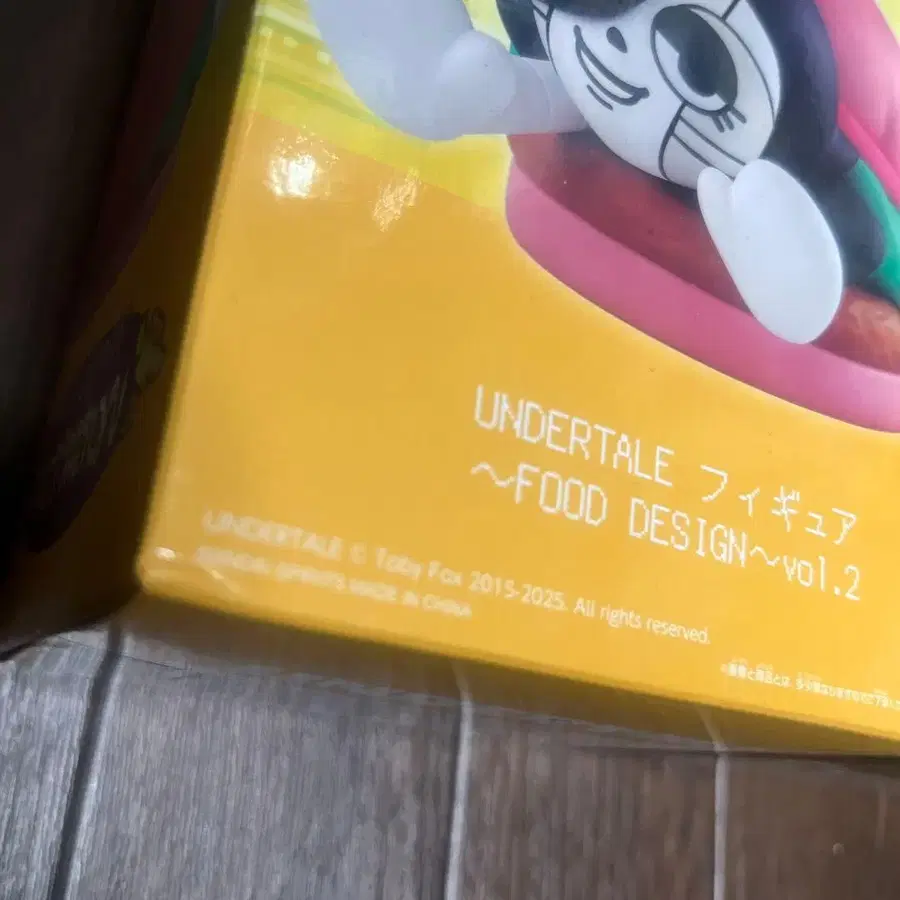 UNDERTALE フィギュア
～FOOD DESIGN～vol.2
UNDERTALE © Toby Fox 2015-2025. All rights reserved.
MADE IN CHINA